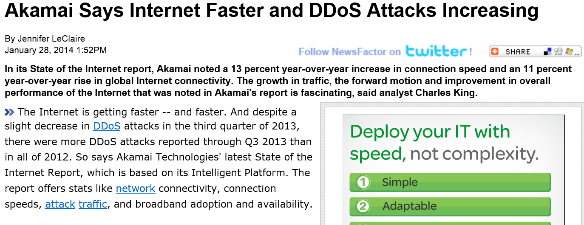 Akamai Says Internet Faster and DDoS Attacks Increasing
By Jennifer LeClaire
January 28, 2014 1:52PM
Follow NewsFactor on twitter !
SHARE
In its State of the Internet report, Akamai noted a 13 percent year-over-year increase in connection speed and an 11 percent
year-over-year rise in global Internet connectivity. The growth in traffic, the forward motion and improvement in overall
performance of the Internet that was noted in Akamai's report is fascinating, said analyst Charles King.
The Internet is getting faster -- and faster. And despite a
slight decrease in DDoS attacks in the third quarter of 2013,
there were more DDoS attacks reported through Q3 2013 than
in all of 2012. So says Akamai Technologies' latest State of the
Internet Report, which is based on its Intelligent Platform. The
report offers stats like network connectivity, connection
speeds, attack traffic, and broadband adoption and availability.
Deploy your IT with
speed, not complexity.
1 Simple
2 Adaptable